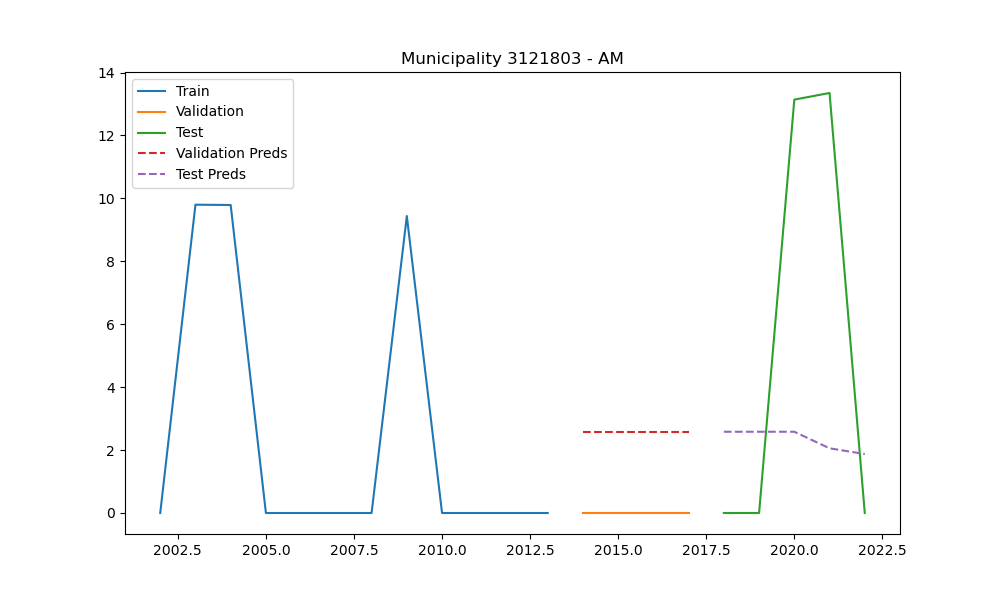 Municipality 3121803 - AM
14
12
10
8
6
4
2
0
Train
Validation
Test
Validation Preds
Test Preds
2002.5 2005.0 2007.5 2010.0 2012.5 2015.0 2017.5 2020.0 2022.5